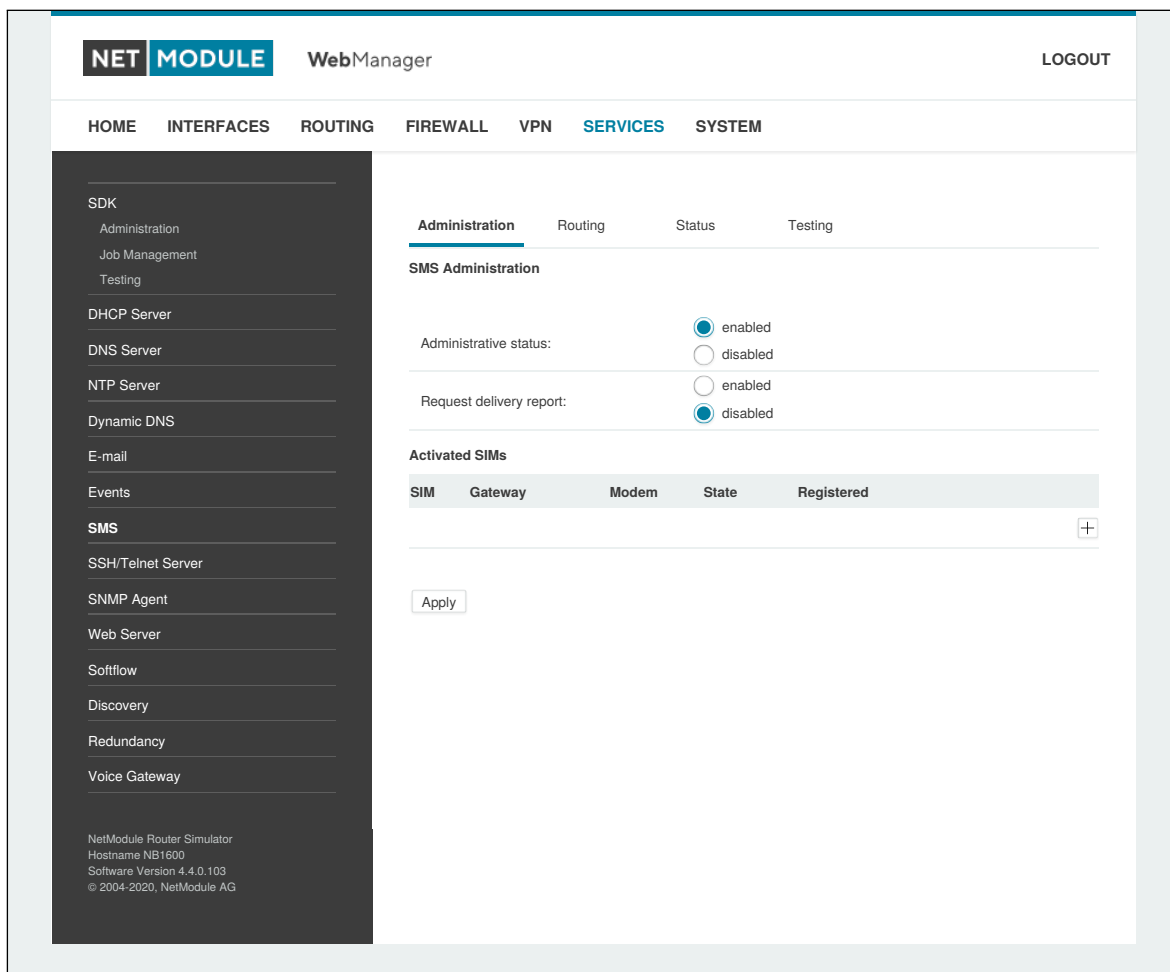 NET MODULE WebManager LOGOUT
HOME INTERFACES ROUTING FIREWALL VPN SERVICES SYSTEM
SDK
Administration
Job Management
Testing
DHCP Server
DNS Server
NTP Server
Dynamic DNS
E-mail
Events
SMS
SSH/Telnet Server
SNMP Agent
Web Server
Softflow
Discovery
Redundancy
Voice Gateway
NetModule Router Simulator
Hostname NB1600
Software Version 4.4.0.103
© 2004-2020, NetModule AG
Administration Routing Status Testing
SMS Administration
Administrative status:
enabled
disabled
Request delivery report:
enabled
disabled
Activated SIMs
SIM Gateway Modem State Registered
Apply